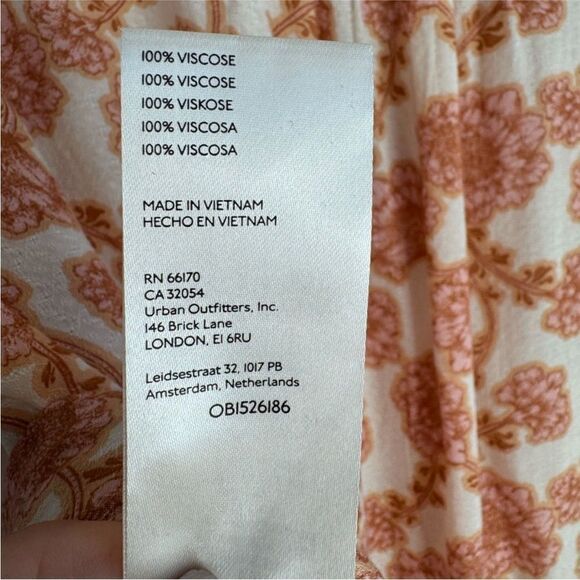 100% VISCOSE
100% VISCOSE
100% VISKOSE
100% VISCOSA
100% VISCOSA
MADE IN VIETNAM
HECHO EN VIETNAM
RN 66170
CA 32054
Urban Outfitters, Inc.
146 Brick Lane
LONDON, E1 6RU
Leidsestraat 32, 1017 PB
Amsterdam, Netherlands
OB1526186